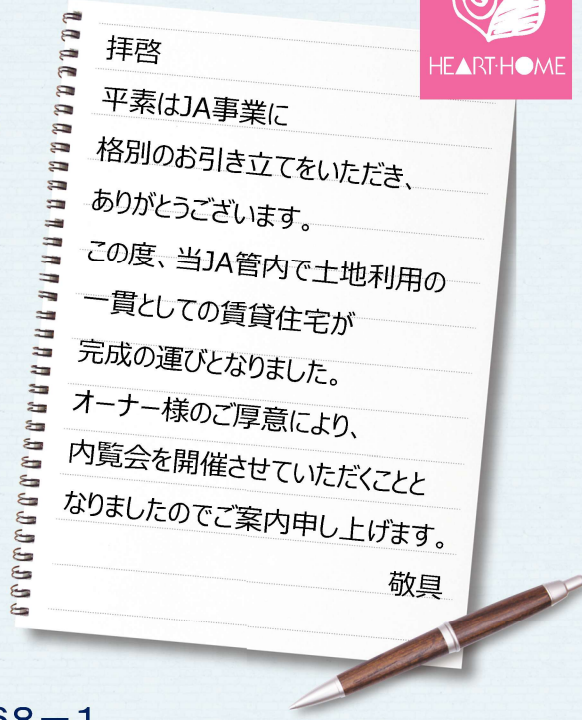 HEART·HOME
拝啓
平素はJA事業に
格別のお引き立てをいただき、
ありがとうございます。
この度、当JA管内で土地利用の
一貫としての賃貸住宅が
完成の運びとなりました。
オーナー様のご厚意により、
内覧会を開催させていただくことと
なりましたのでご案内申し上げます。
敬具
68－1